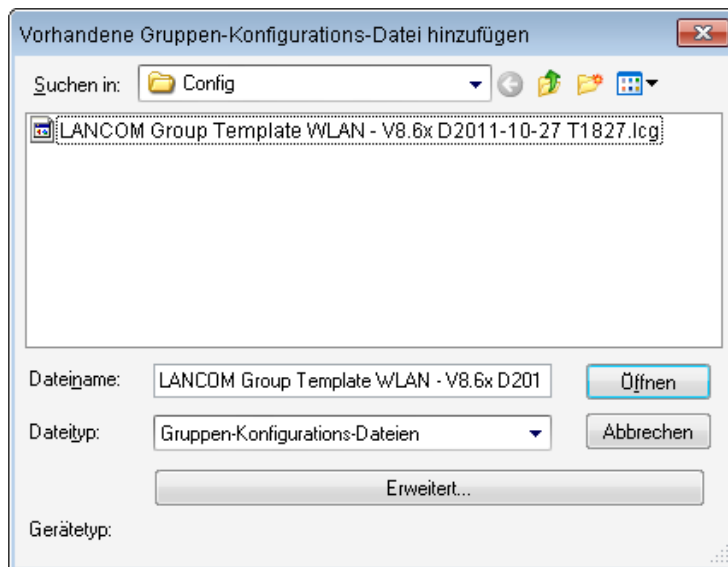 Vorhandene Gruppen-Konfigurations-Datei hinzufügen
Suchen in: Config
LANCOM Group Template WLAN - V8.6x D2011-10-27 T1827.lcg
Dateiname: LANCOM Group Template WLAN - V8.6x D201 Öffnen
Dateityp: Gruppen-Konfigurations-Dateien Abbrechen
Erweitert...
Gerätetyp: